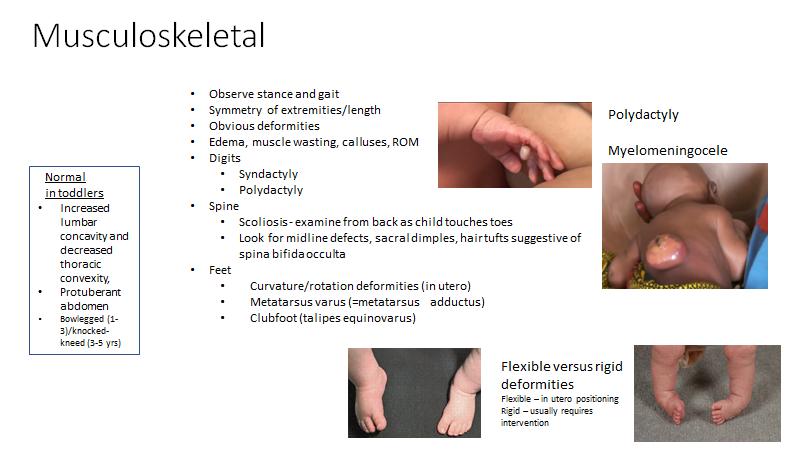 Musculoskeletal
• Observe stance and gait
• Symmetry of extremities/length
• Obvious deformities
• Edema, muscle wasting, calluses, ROM
• Digits
• Syndactyly
• Polydactyly
• Spine
• Scoliosis- examine from back as child touches toes
• Look for midline defects, sacral dimples, hair tufts suggestive of
spina bifida occulta
• Feet
• Curvature/rotation deformities (in utero)
• Metatarsus varus (=metatarsus adductus)
• Clubfoot (talipes equinovarus)
Normal
in toddlers
• Increased
lumbar
concavity and
decreased
thoracic
convexity,
• Protuberant
abdomen
• Bowlegged (1-
3)/knocked-
kneed (3-5 yrs)
Polydactyly
Myelomeningocele
Flexible versus rigid
deformities
Flexible – in utero positioning
Rigid – usually requires
intervention